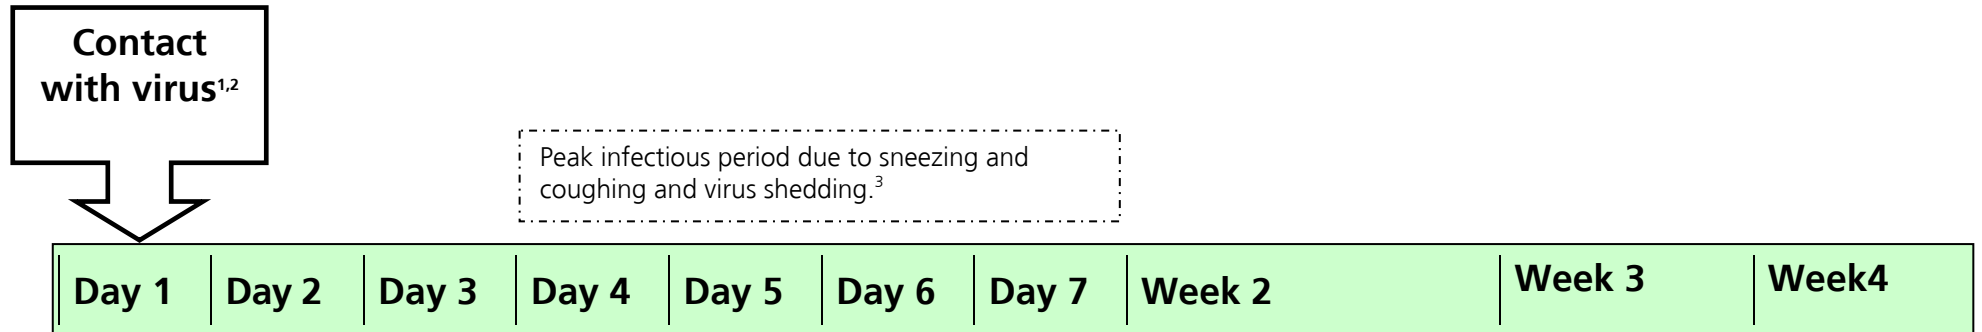 Contact
with virus1,2
Peak infectious period due to sneezing and
coughing and virus shedding.3
Day 1 Day 2 Day 3 Day 4 Day 5 Day 6 Day 7 Week 2 Week 3 Week4